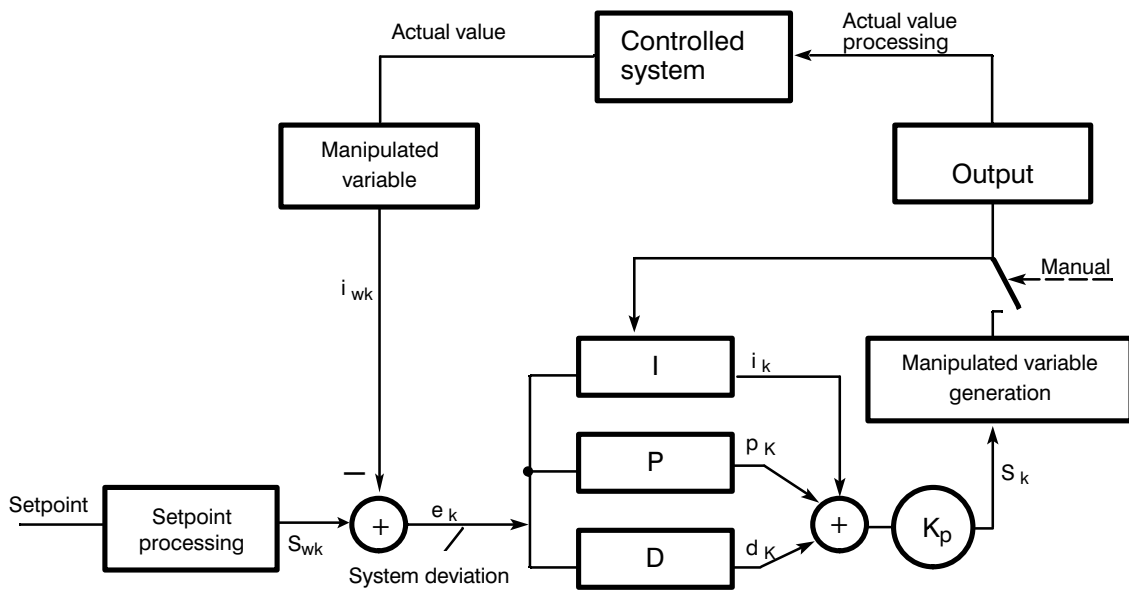 Actual value
Controlled
system
Actual value
processing
Manipulated
variable
Output
Manual
i wk
I
i k
Manipulated variable
generation
P
p K
S k
–
Setpoint
Setpoint
processing
S wk
+
e k
System deviation
D
d K
+
K p